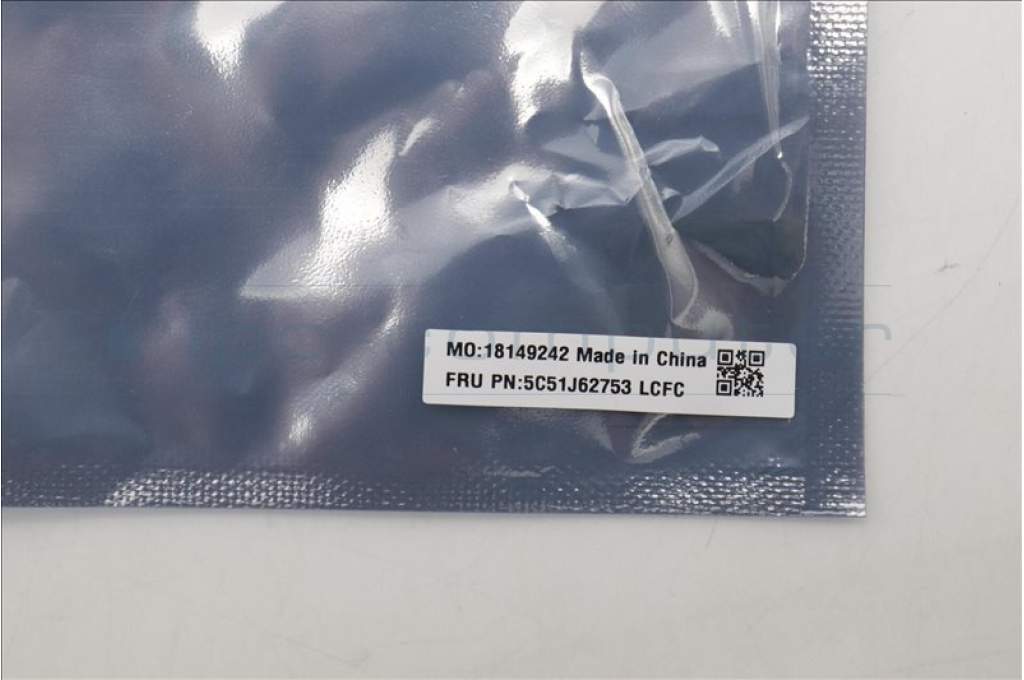 MO:18149242 Made in China
FRU PN:5C51J62753 LCFC